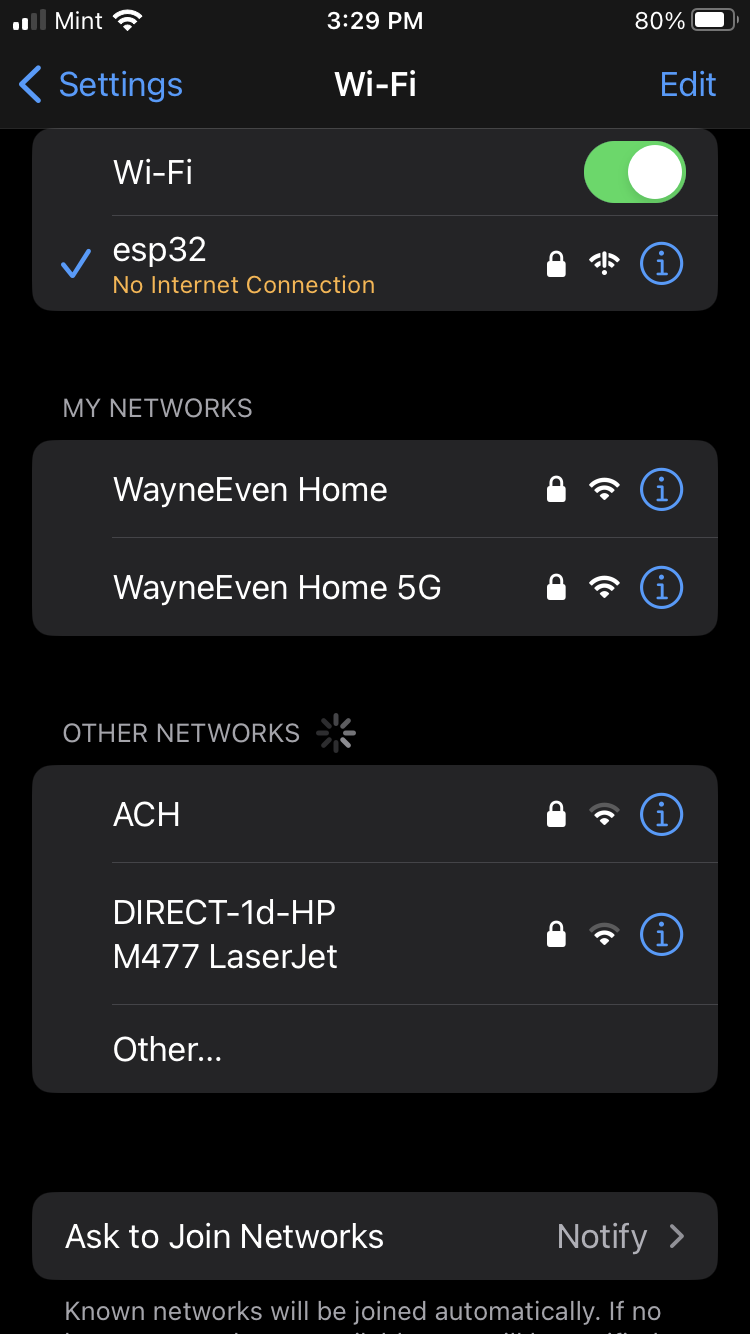 Mint 3:29 PM 80%
Settings Wi-Fi Edit
Wi-Fi
esp32
No Internet Connection
MY NETWORKS
WayneEven Home
WayneEven Home 5G
OTHER NETWORKS
ACH
DIRECT-1d-HP
M477 LaserJet
Other...
Ask to Join Networks Notify
Known networks will be joined automatically. If no